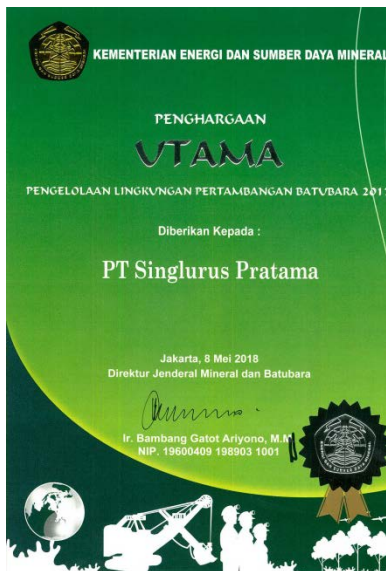 KEMENTERIAN ENERGI DAN SUMBER DAYA MINERAL
PENGHARGAAN
UTAMA
PENGELOLAAN LINGKUNGAN PERTAMBANGAN BATUBARA
Diberikan Kepada :
PT Singlurus Pratama
Jakarta, 8 Mei 2018
Direktur Jenderal Mineral dan Batubara
Ir. Bambang Gatot Ariyono, M.M
NIP. 19600409 198903 1001